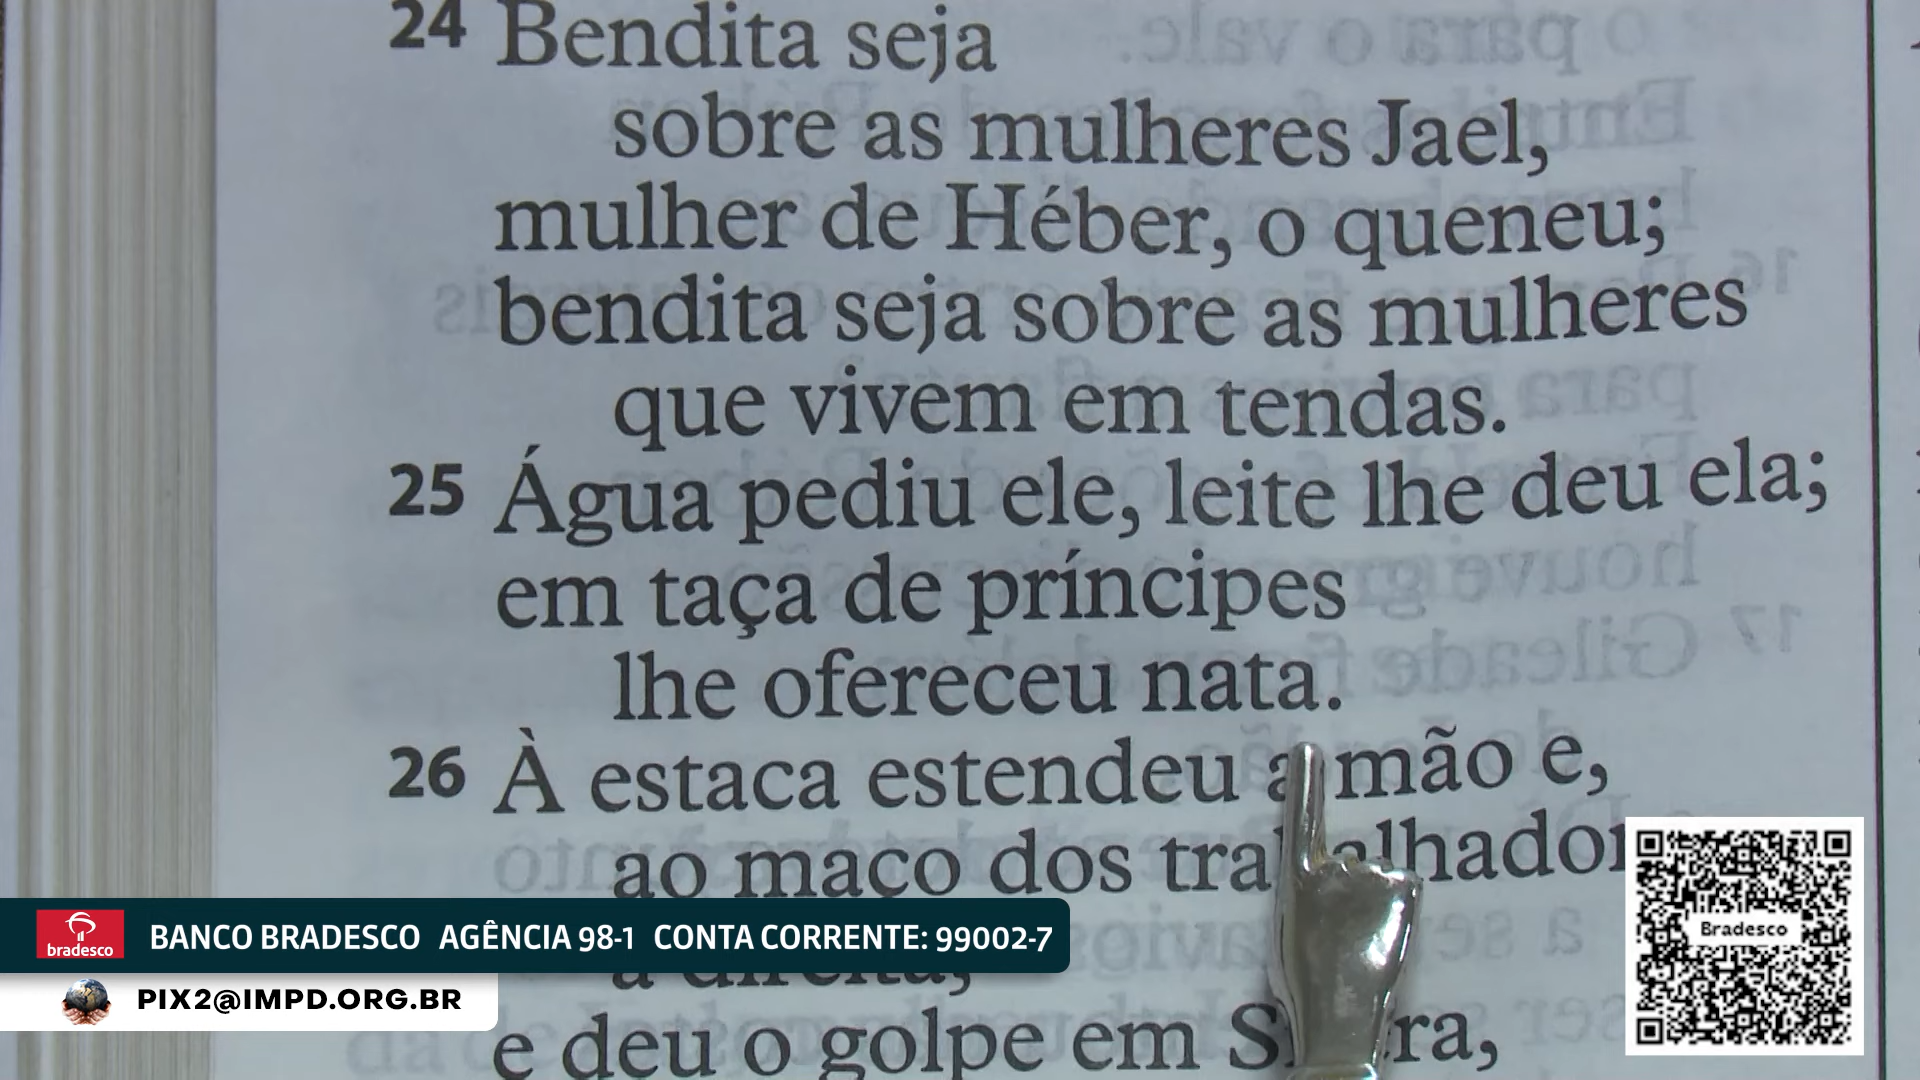 24 Bendita seja
sobre as mulheres Jael,
mulher de Héber, o queneu;
bendita seja sobre as mulheres
que vivem em tendas.
25 Água pediu ele, leite lhe deu ela;
em taça de príncipes
lhe ofereceu nata.
26 À estaca estendeu a mão e,
ao maço dos
a direita,
e deu o golpe em
bradesco
BANCO BRADESCO AGÊNCIA 98-1 CONTA CORRENTE: 99002-7
PIX2@IMPD.ORG.BR
Bradesco